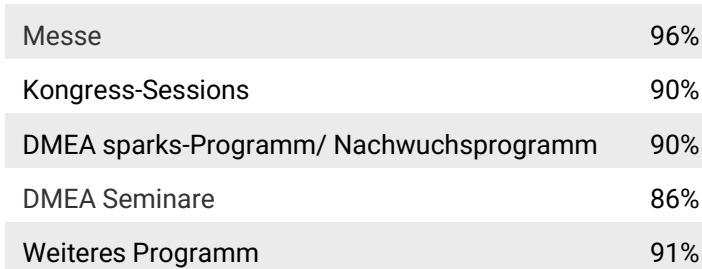 Messe 96%
Kongress-Sessions 90%
DMEA sparks-Programm/ Nachwuchsprogramm 90%
DMEA Seminare 86%
Weiteres Programm 91%